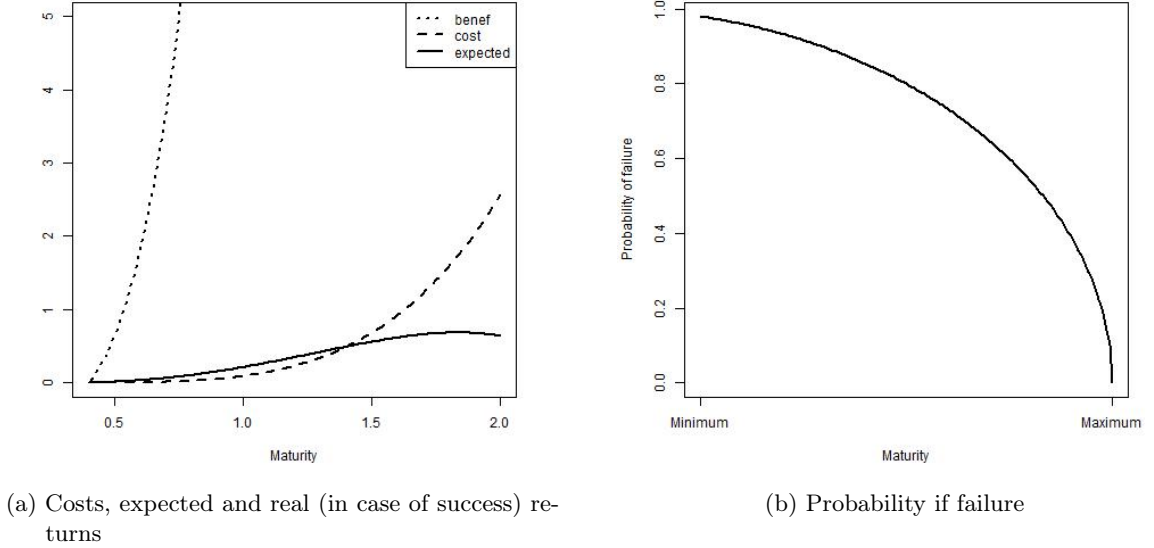 5
4
3
2
1
0
benef
cost
expected
0.5 1.0 1.5 2.0
Maturity
(a) Costs, expected and real (in case of success) re-
turns
1.0
0.8
0.6
0.4
0.2
0.0
Probability of failure
Minimum Maximum
Maturity
(b) Probability if failure